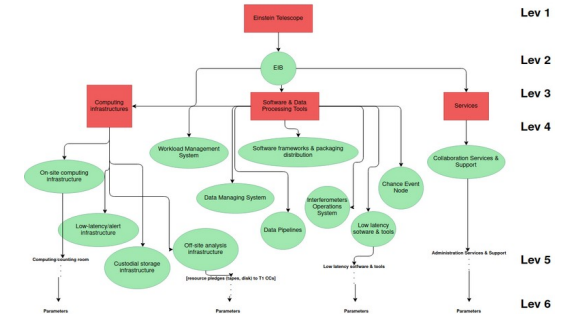 Einstein Telescope
Lev 1
EIB
Lev 2
Computing
infrastructures
Software & Data
Processing Tools
Services
Lev 3
Lev 4
Workload Management
System
Software frameworks & packaging
distribution
Collaboration Services &
Support
On-site computing
infrastructure
Chance Event
Node
Data Managing System
Interferometers
Operations
System
Low-latency/alert
infrastructure
Data Pipelines
Low latency
sotware & tools
Off-site analysis
infrastructure
Custodial storage
infrastructure
Computing/counting room
Administration Services & Support
Lev 5
Low latency software & tools
[resource pledges (tapes, disk) to T1 CCs]
Parameters
Parameters
Parameters
Parameters
Lev 6